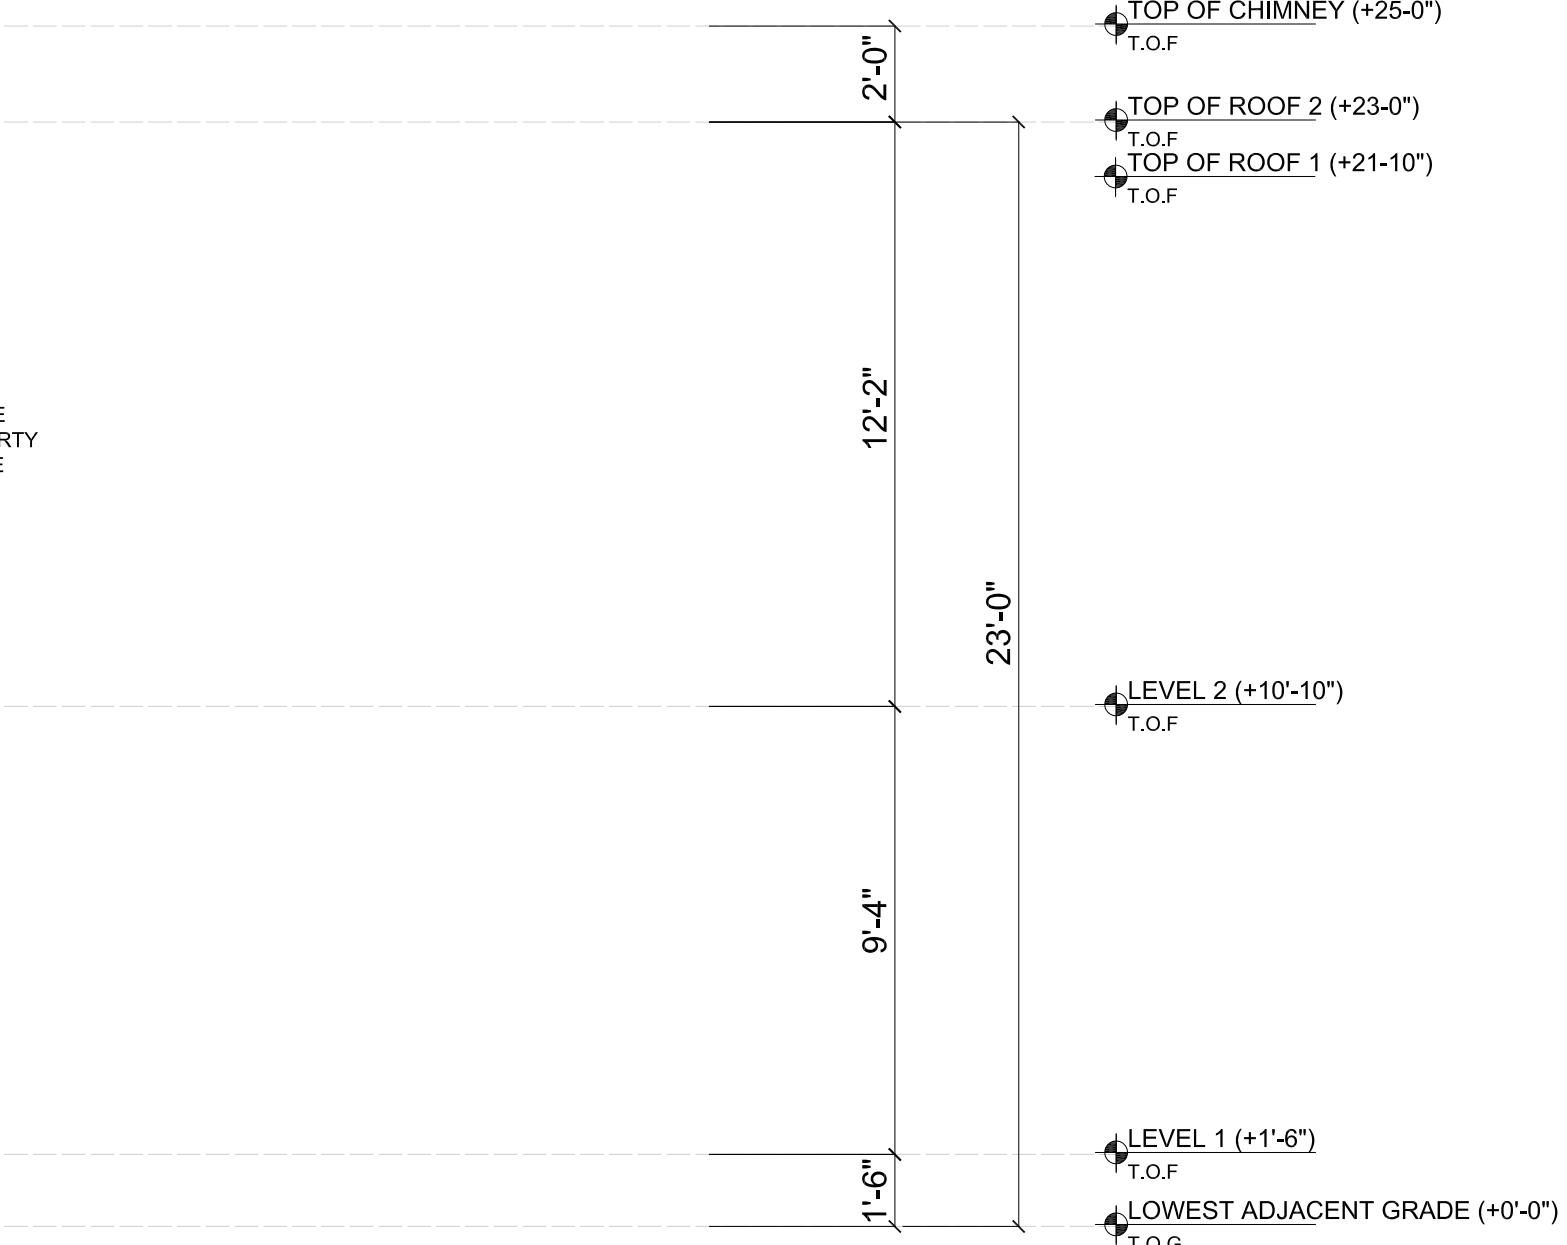 TOP OF CHIMNEY (+25-0")
T.O.F
2'-0"
TOP OF ROOF 2 (+23-0")
T.O.F
TOP OF ROOF 1 (+21-10")
T.O.F
12'-2"
E
RTY
E
23'-0"
LEVEL 2 (+10'-10")
T.O.F
9'-4"
LEVEL 1 (+1'-6")
T.O.F
1'-6"
LOWEST ADJACENT GRADE (+0'-0")
T.O.G